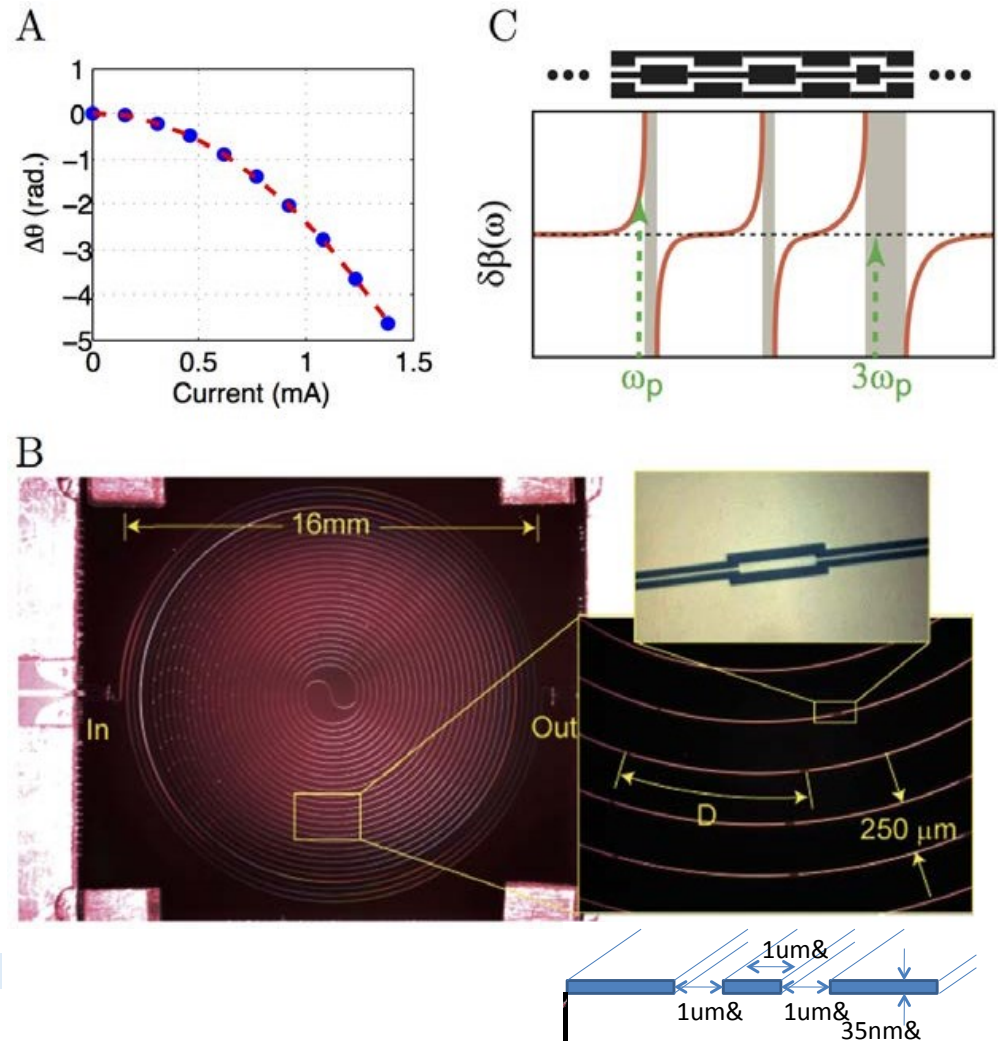 A
1
0
−1
−2
−3
−4
−5
Δθ (rad.)
0
0.5
1
1.5
Current (mA)
C
δβ(ω)
ωp
3ωp
B
16mm
In
Out
D
250 μm
1um&
1um&
1um&
35nm&